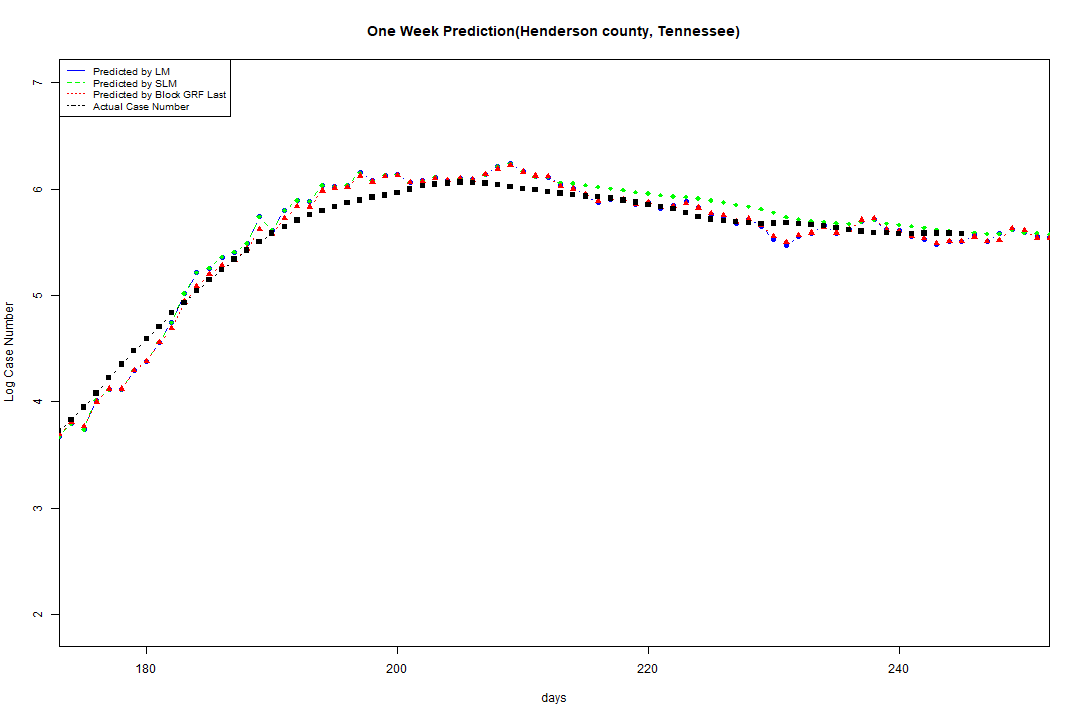 One Week Prediction(Henderson county, Tennessee)
Predicted by LM
Predicted by SLM
Predicted by Block GRF Last
Actual Case Number
7
6
5
4
3
2
Log Case Number
180
200
220
240
days